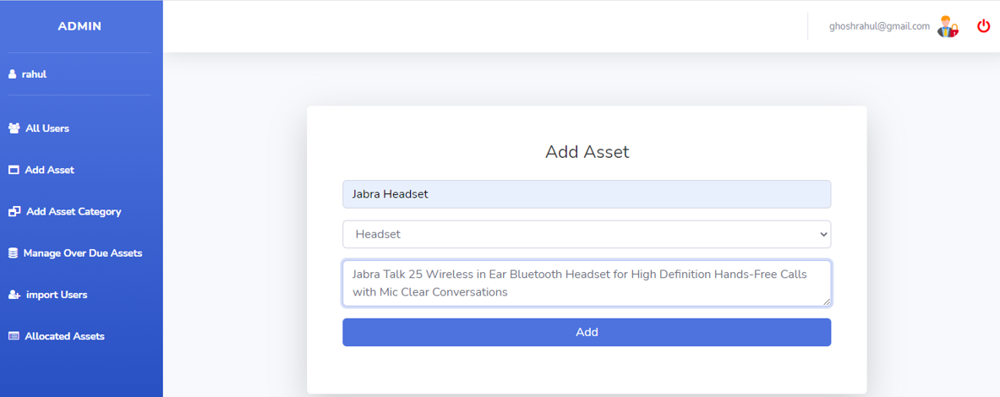 ADMIN
ghoshrahul@gmail.com
rahul
All Users
Add Asset
Add Asset Category
Manage Over Due Assets
import Users
Allocated Assets
Add Asset
Jabra Headset
Headset
Jabra Talk 25 Wireless in Ear Bluetooth Headset for High Definition Hands-Free Calls
with Mic Clear Conversations
Add